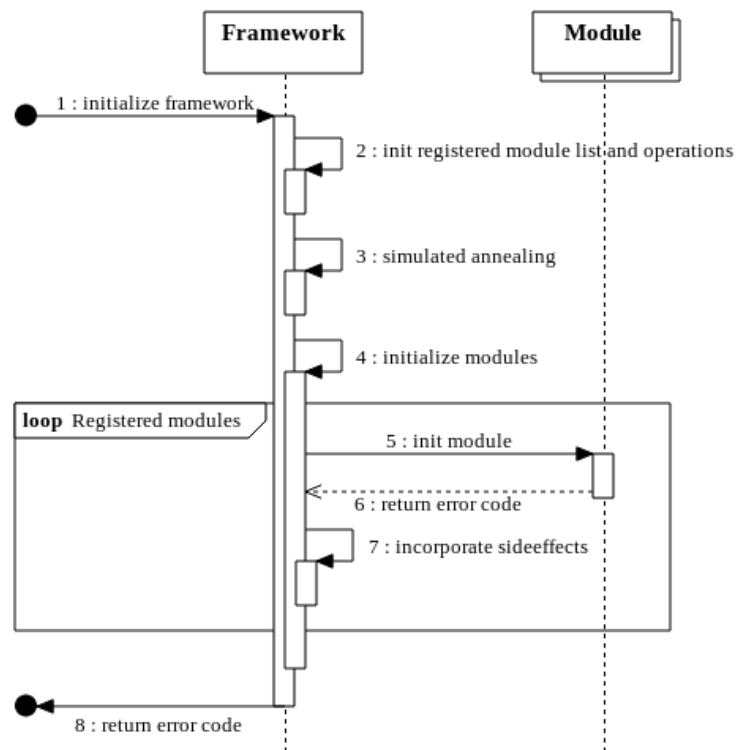 Framework
Module
1 : initialize framework
2 : init registered module list and operations
3 : simulated annealing
4 : initialize modules
loop Registered modules
5 : init module
6 : return error code
7 : incorporate sideeffects
8 : return error code